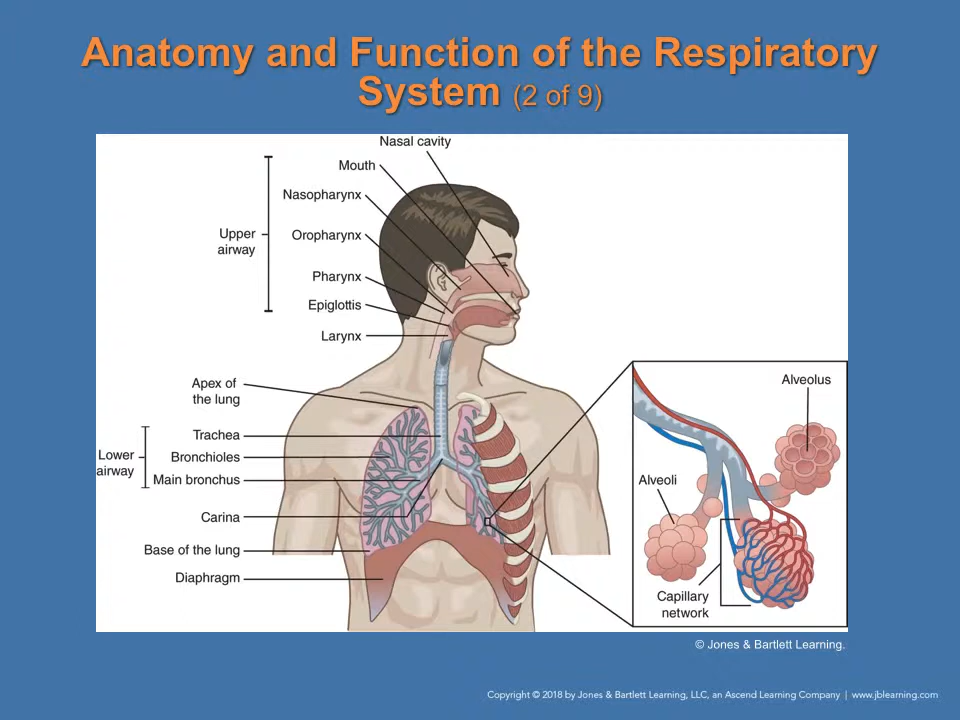 Anatomy and Function of the Respiratory
System (2 of 9)
Nasal cavity
Mouth
Nasopharynx
Upper
airway
Oropharynx
Pharynx
Epiglottis
Larynx
Apex of
the lung
Trachea
Lower
airway
Bronchioles
Main bronchus
Carina
Base of the lung
Diaphragm
Alveolus
Alveoli
Capillary
network
© Jones & Bartlett Learning.
Copyright © 2018 by Jones & Bartlett Learning, LLC, an Ascend Learning Company | www.jblearning.com